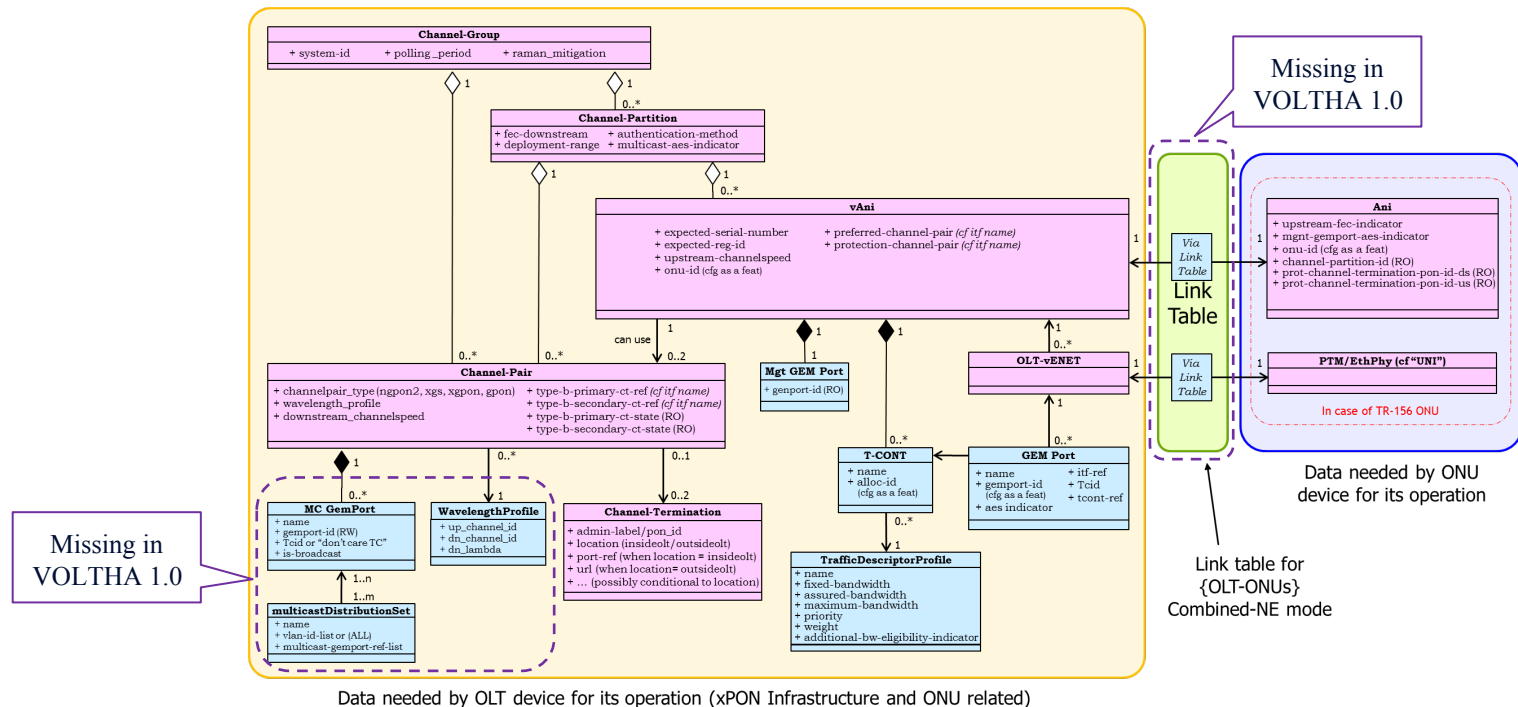 Channel-Group
+ system-id + polling_period + raman_mitigation
1
1
0..*
Channel-Partition
+ fec-downstream + authentication-method
+ deployment-range + multicast-aes-indicator
1
1
0..*
vAni
+ expected-serial-number + preferred-channel-pair (cf itf name)
+ expected-reg-id + protection-channel-pair (cf itf name)
+ upstream-channelspeed
+ onu-id (cfg as a feat)
1
1
1
1
can use
0..*
0..*
0..2
1
0..*
0..*
Channel-Pair
+ channelpair_type (ngpon2, xgs, xgpon, gpon) + type-b-primary-ct-ref (cf itf name)
+ wavelength_profile + type-b-secondary-ct-ref (cf itf name)
+ downstream_channelspeed + type-b-primary-ct-state (RO)
+ type-b-secondary-ct-state (RO)
Mgt GEM Port
+ genport-id (RO)
OLT-vENET
1
1
0..*
0..1
0..*
1
0..2
0..*
MC GemPort
+ name
+ gemport-id (RW)
+ Tcid or "don't care TC"
+ is-broadcast
WavelengthProfile
+ up_channel_id
+ dn_channel_id
+ dn_lambda
Channel-Termination
+ admin-label/pon_id
+ location (insideolt/outsideolt)
+ port-ref (when location = insideolt)
+ url (when location= outsideolt)
+ ... (possibly conditional to location)
T-CONT
+ name
+ alloc-id
(cfg as a feat)
GEM Port
+ name + itf-ref
+ gemport-id + Tcid
(cfg as a feat) + tcont-ref
+ aes indicator
0..*
1
1..n
1..m
multicastDistributionSet
+ name
+ vlan-id-list or (ALL)
+ multicast-gemport-ref-list
TrafficDescriptorProfile
+ name
+ fixed-bandwidth
+ assured-bandwidth
+ maximum-bandwidth
+ priority
+ weight
+ additional-bw-eligibility-indicator
Data needed by OLT device for its operation (xPON Infrastructure and ONU related)
Missing in
VOLTHA 1.0
Missing in
VOLTHA 1.0
1
Via
Link
Table
1
Link
Table
1
Via
Link
Table
1
Ani
+ upstream-fec-indicator
+ mgnt-gemport-aes-indicator
+ onu-id (cfg as a feat)
+ channel-partition-id (RO)
+ prot-channel-termination-pon-id-ds (RO)
+ prot-channel-termination-pon-id-us (RO)
PTM/EthPhy (cf "UNI")
In case of TR-156 ONU
Data needed by ONU
device for its operation
Link table for
{OLT-ONUs}
Combined-NE mode